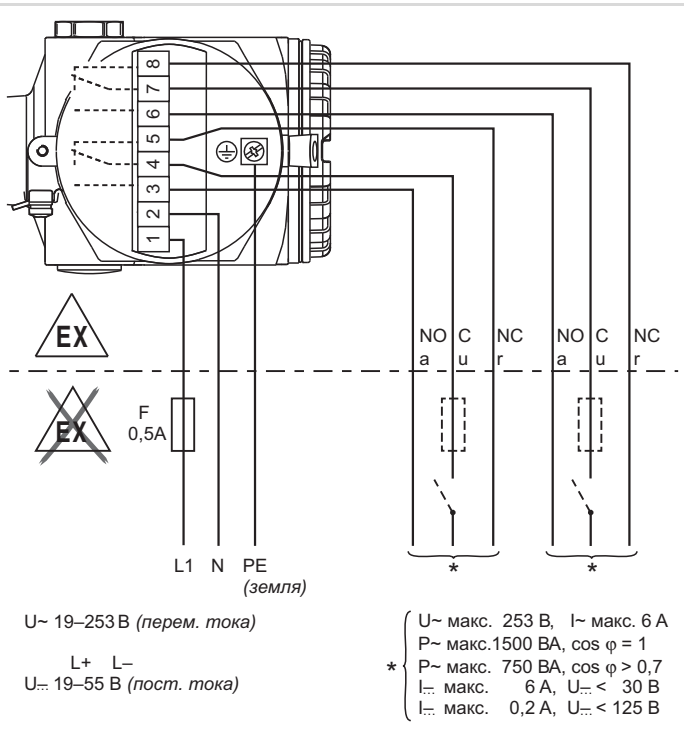 8
7
6
5
4
3
2
1
EX
NO C NC NO C NC
a u r a u r
EX
F
0,5A
L1 N PE
(земля)
* *
U~ 19–253 В (перем. тока)
L+ L–
U⎓ 19–55 В (пост. тока)
*
U~ макс. 253 В, I~ макс. 6 А
P~ макс.1500 ВА, cos φ = 1
P~ макс. 750 ВА, cos φ > 0,7
I⎓ макс. 6 А, U⎓ < 30 В
I⎓ макс. 0,2 А, U⎓ < 125 В